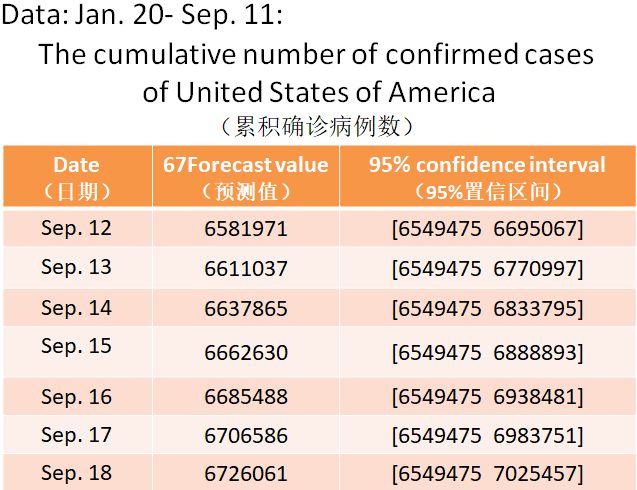 Data: Jan. 20- Sep. 11:
The cumulative number of confirmed cases
of United States of America
（累积确诊病例数）
Date 67Forecast value 95% confidence interval
（日期） （预测值） （95%置信区间）
Sep. 12 6581971 [6549475 6695067]
Sep. 13 6611037 [6549475 6770997]
Sep. 14 6637865 [6549475 6833795]
Sep. 15 6662630 [6549475 6888893]
Sep. 16 6685488 [6549475 6938481]
Sep. 17 6706586 [6549475 6983751]
Sep. 18 6726061 [6549475 7025457]